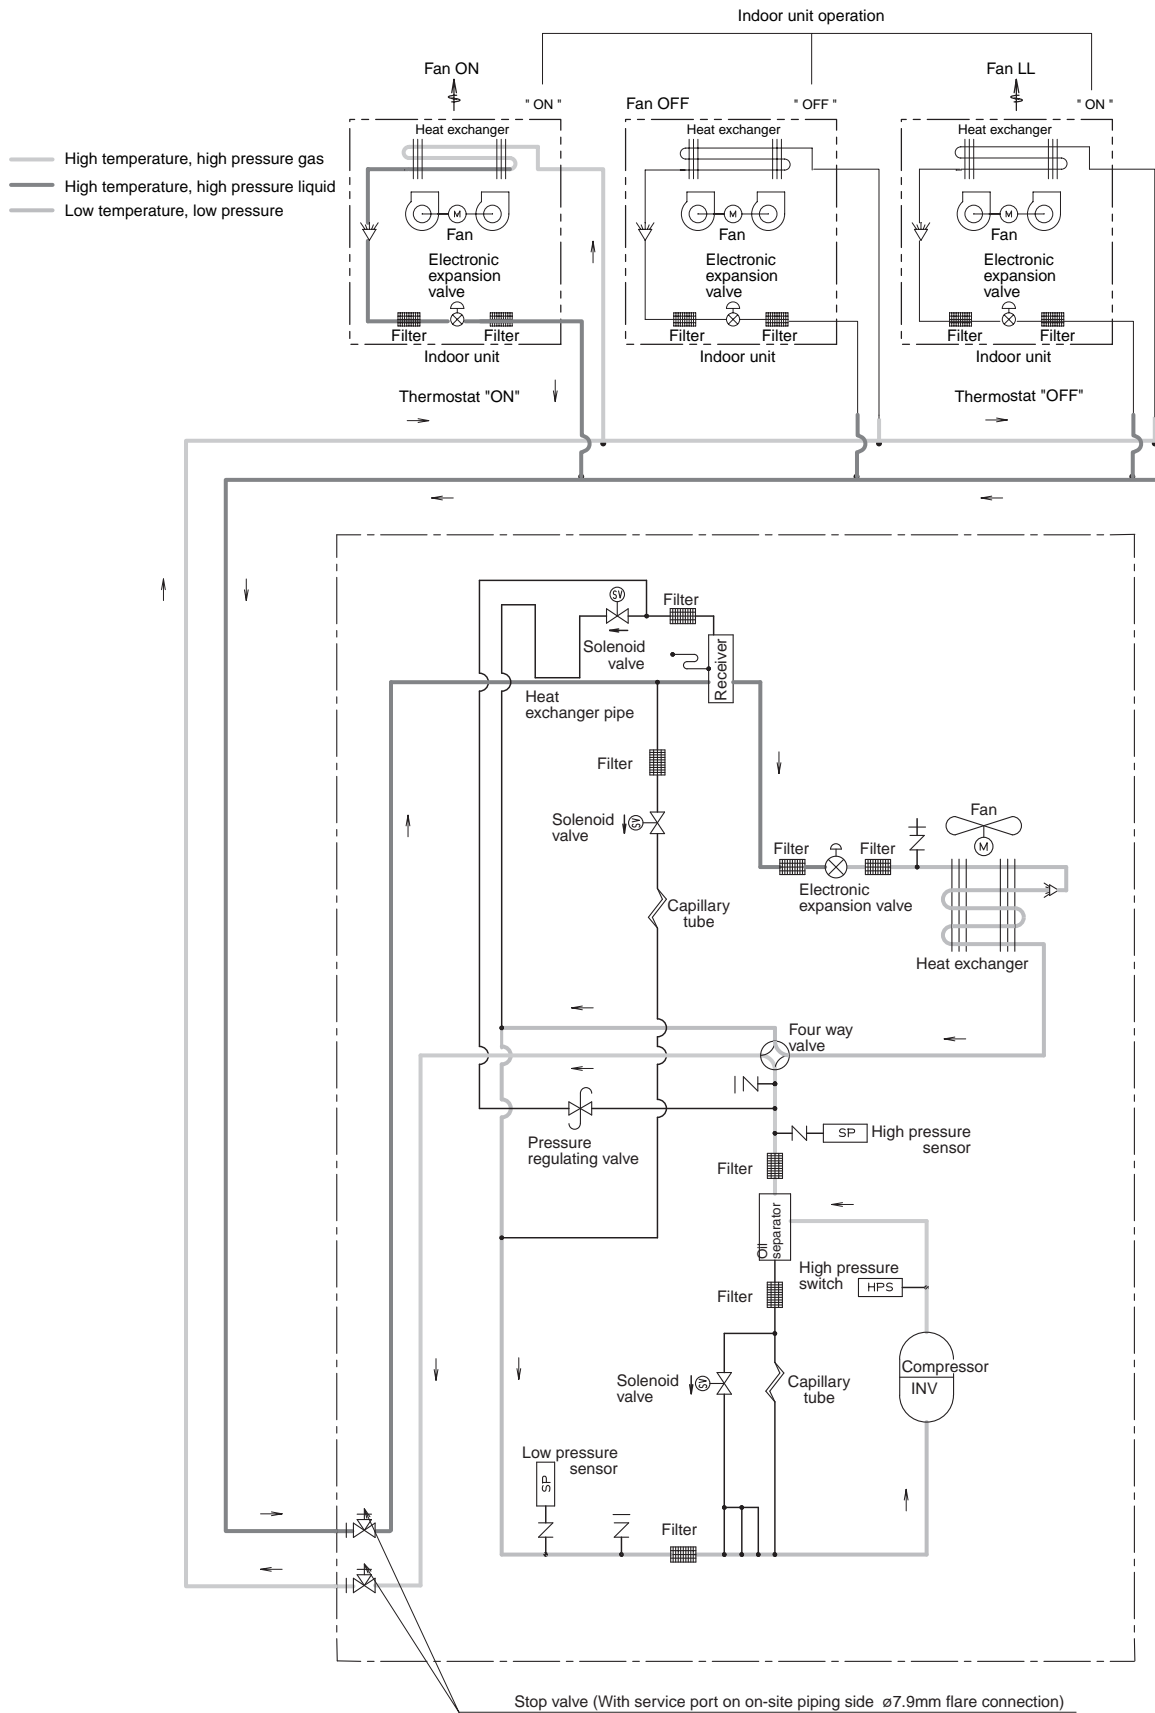 Indoor unit operation
Fan ON
Fan LL
" ON "
Fan OFF
" OFF "
" ON "
Heat exchanger
Heat exchanger
Heat exchanger
High temperature, high pressure gas
High temperature, high pressure liquid
Low temperature, low pressure
M
M
M
Fan
Fan
Fan
Electronic
expansion
valve
Electronic
expansion
valve
Electronic
expansion
valve
Filter
Filter
Filter
Filter
Filter
Filter
Indoor unit
Indoor unit
Indoor unit
Thermostat "ON"
Thermostat "OFF"
SV
Filter
Solenoid
valve
Receiver
Heat
exchanger pipe
Filter
Solenoid
valve
SV
Fan
M
Filter
Filter
Electronic
expansion valve
Capillary
tube
Heat exchanger
Four way
valve
Pressure
regulating valve
SP
High pressure
sensor
Filter
Oil
separator
High pressure
switch
HPS
Filter
Compressor
INV
Solenoid
valve
SV
Capillary
tube
Low pressure
sensor
SP
Filter
Stop valve (With service port on on-site piping side ø7.9mm flare connection)